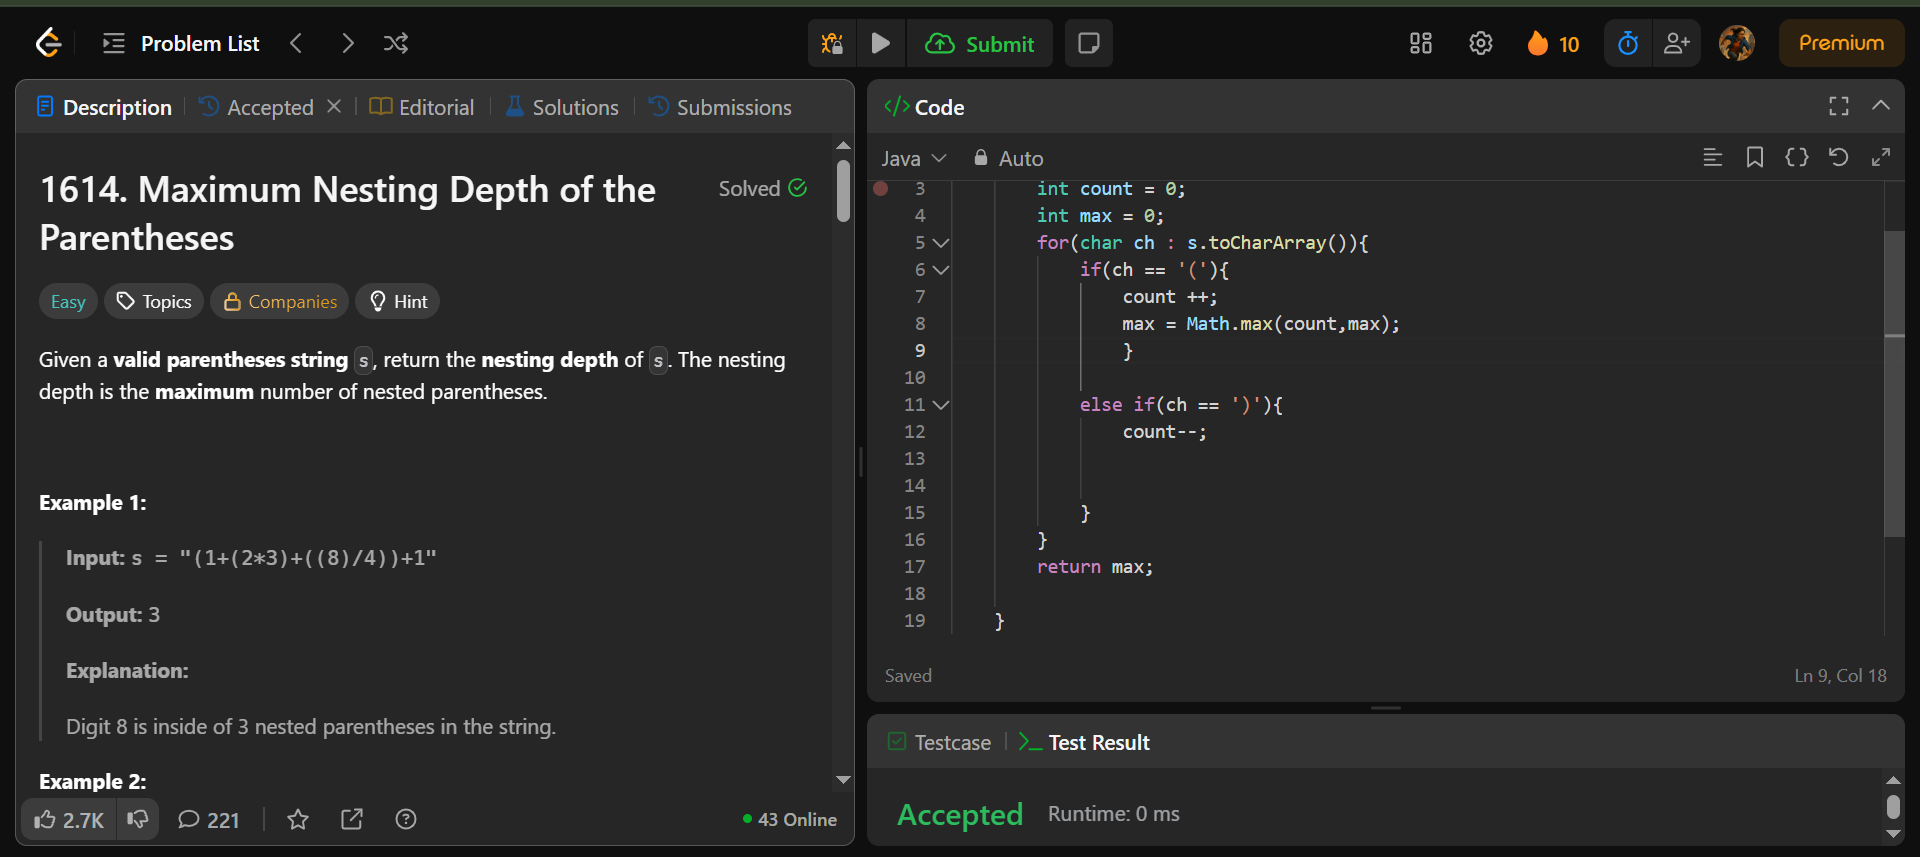 Problem List
Submit
10
Premium
Description
Accepted
Editorial
Solutions
Submissions
1614. Maximum Nesting Depth of the
Parentheses
Solved
Easy
Topics
Companies
Hint
Given a valid parentheses string s, return the nesting depth of s. The nesting
depth is the maximum number of nested parentheses.
Example 1:
Input: s = "(1+(2*3)+((8)/4))+1"
Output: 3
Explanation:
Digit 8 is inside of 3 nested parentheses in the string.
Example 2:
2.7K
221
43 Online
</> Code
Java
Auto
3 int count = 0;
4 int max = 0;
5 for(char ch : s.toCharArray()){
6 if(ch == '('){
7 count ++;
8 max = Math.max(count,max);
9 }
10
11 else if(ch == ')'){
12 count--;
13
14
15 }
16 }
17 return max;
18
19 }
Saved
Ln 9, Col 18
Testcase
Test Result
Accepted
Runtime: 0 ms